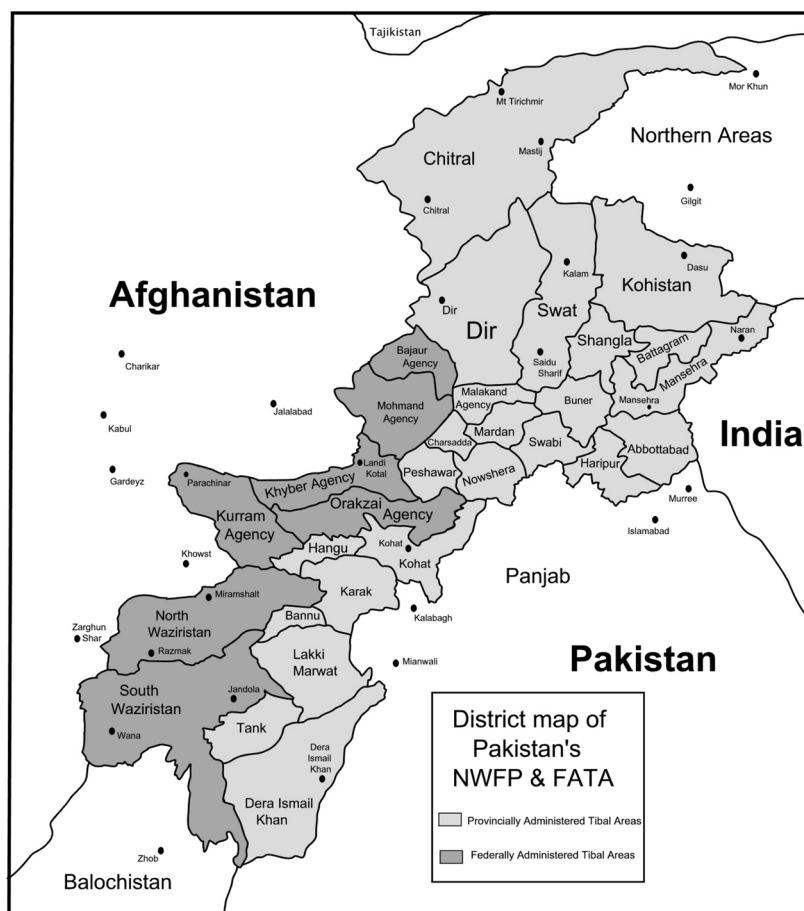 Tajikistan
Mt Tirichmir
Mor Khun
Northern Areas
Mastij
Chitral
Gilgit
Chitral
Dasu
Kalam
Kohistan
Afghanistan
Dir
Swat
Dir
Shangla
Naran
Battagram
Bajaur
Agency
Saidu
Sharif
Charikar
Mansehra
Malakand
Agency
Buner
Mansehra
Mohmand
Agency
Jalalabad
Kabul
India
Charsadda
Mardan
Swabi
Abbottabad
Landi
Kotal
Peshawar
Nowshera
Haripur
Gardeyz
Parachinar
Khyber Agency
Murree
Orakzai
Agency
Islamabad
Kurram
Agency
Hangu
Kohat
Kohat
Khowst
Panjab
Karak
Miramshalt
Kalabagh
North
Waziristan
Bannu
Zarghun
Shar
Razmak
Lakki
Marwat
Mianwali
Pakistan
South
Waziristan
Jandola
Tank
Wana
Dera
Ismail
Khan
Dera Ismail
Khan
Zhob
Balochistan
District map of
Pakistan's
NWFP & FATA
Provincially Administered Tibal Areas
Federally Administered Tibal Areas